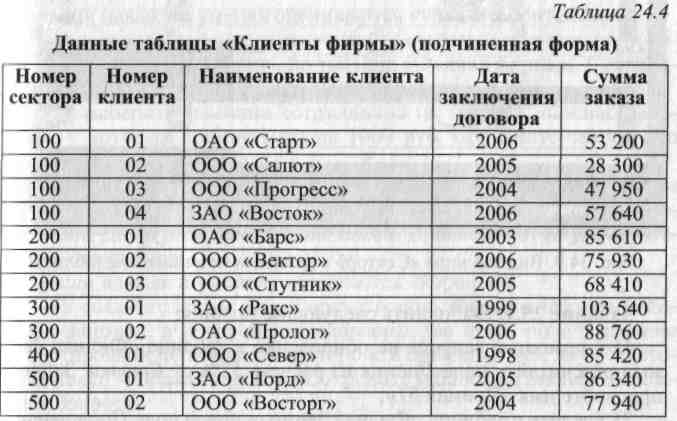 Таблица 24.4
Данные таблицы «Клиенты фирмы» (подчиненная форма)
Номер сектора Номер клиента Наименование клиента Дата заключения договора Сумма заказа
100 01 ОАО «Старт» 2006 53 200
100 02 ООО «Салют» 2005 28 300
100 03 ООО «Прогресс» 2004 47 950
100 04 ЗАО «Восток» 2006 57 640
200 01 ОАО «Барс» 2003 85 610
200 02 ООО «Вектор» 2006 75 930
200 03 ООО «Спутник» 2005 68 410
300 01 ЗАО «Ракс» 1999 103 540
300 02 ОАО «Пролог» 2006 88 760
400 01 ООО «Север» 1998 85 420
500 01 ЗАО «Норд» 2005 86 340
500 02 ООО «Восторг» 2004 77 940